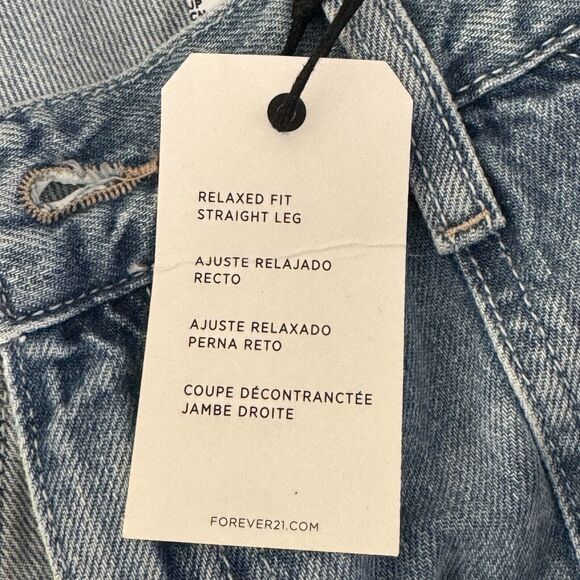 RELAXED FIT
STRAIGHT LEG
AJUSTE RELAJADO
RECTO
AJUSTE RELAXADO
PERNA RETO
COUPE DÉCONTRANCTÉE
JAMBE DROITE
FOREVER21.COM